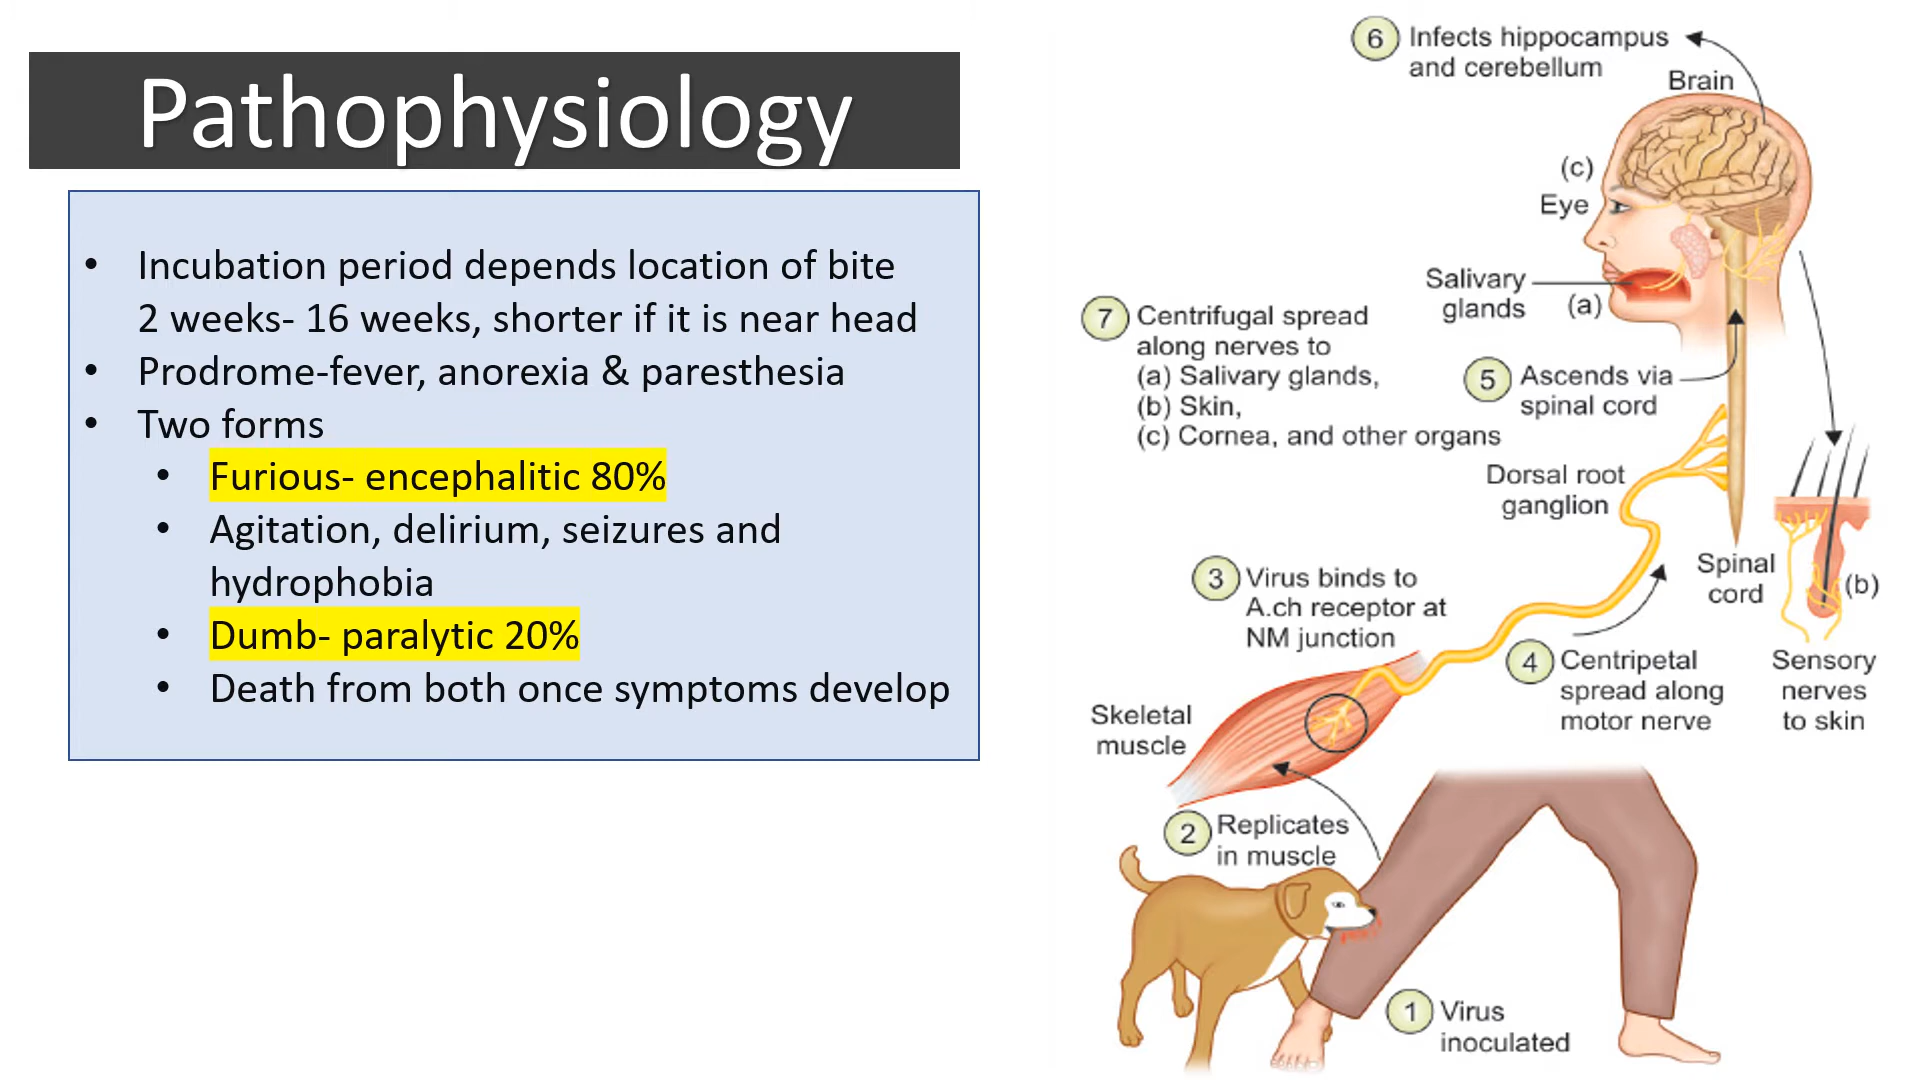 Pathophysiology
• Incubation period depends location of bite
2 weeks- 16 weeks, shorter if it is near head
• Prodrome-fever, anorexia & paresthesia
• Two forms
• Furious- encephalitic 80%
• Agitation, delirium, seizures and
hydrophobia
• Dumb- paralytic 20%
• Death from both once symptoms develop
6 Infects hippocampus
and cerebellum
Brain
(c)
Eye
Salivary
glands
(a)
7 Centrifugal spread
along nerves to
(a) Salivary glands,
(b) Skin,
(c) Cornea, and other organs
5 Ascends via
spinal cord
Dorsal root
ganglion
Spinal
cord
(b)
3 Virus binds to
A.ch receptor at
NM junction
4 Centripetal
spread along
motor nerve
Sensory
nerves
to skin
Skeletal
muscle
2 Replicates
in muscle
1 Virus
inoculated